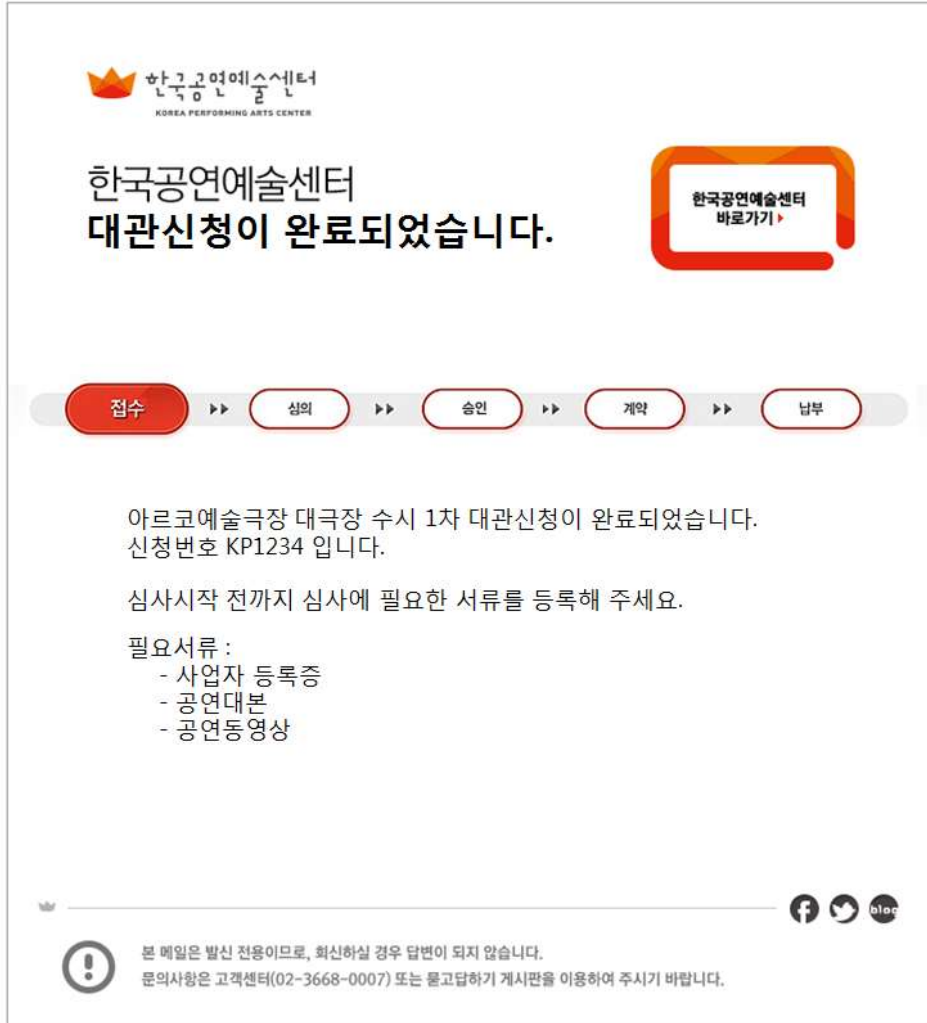 한국공연예술센터
KOREA PERFORMING ARTS CENTER
한국공연예술센터
대관신청이 완료되었습니다.
한국공연예술센터
바로가기
접수
심의
승인
계약
납부
아르코예술극장 대극장 수시 1차 대관신청이 완료되었습니다.
신청번호 KP1234 입니다.
심사시작 전까지 심사에 필요한 서류를 등록해 주세요.
필요서류 :
- 사업자 등록증
- 공연대본
- 공연동영상
blog
본 메일은 발신 전용이므로, 회신하실 경우 답변이 되지 않습니다.
문의사항은 고객센터(02-3668-0007) 또는 묻고답하기 게시판을 이용하여 주시기 바랍니다.